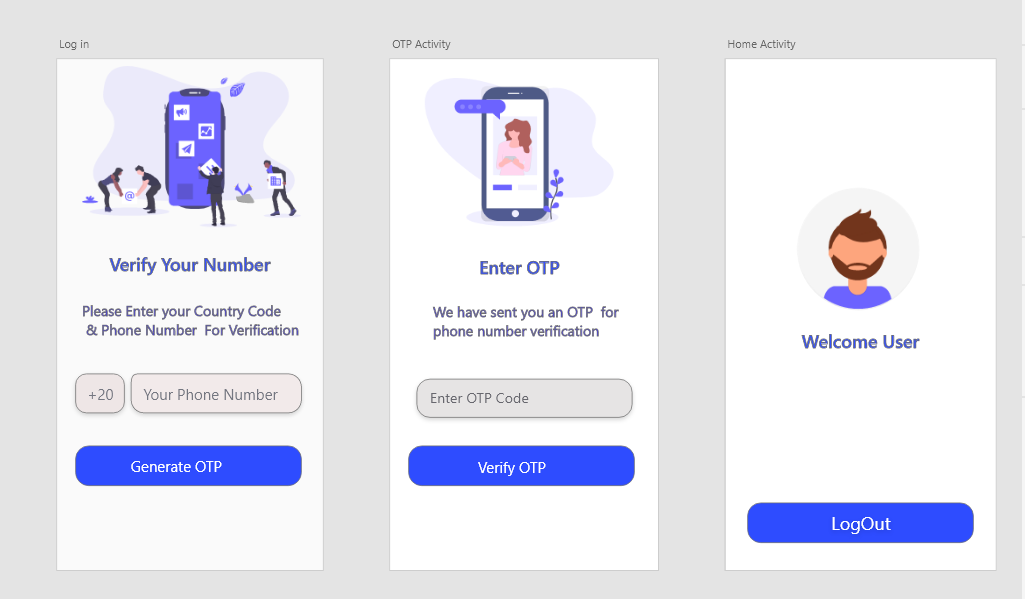 Log in
Verify Your Number
Please Enter your Country Code
& Phone Number For Verification
+20
Your Phone Number
Generate OTP
OTP Activity
Enter OTP
We have sent you an OTP for
phone number verification
Enter OTP Code
Verify OTP
Home Activity
Welcome User
LogOut